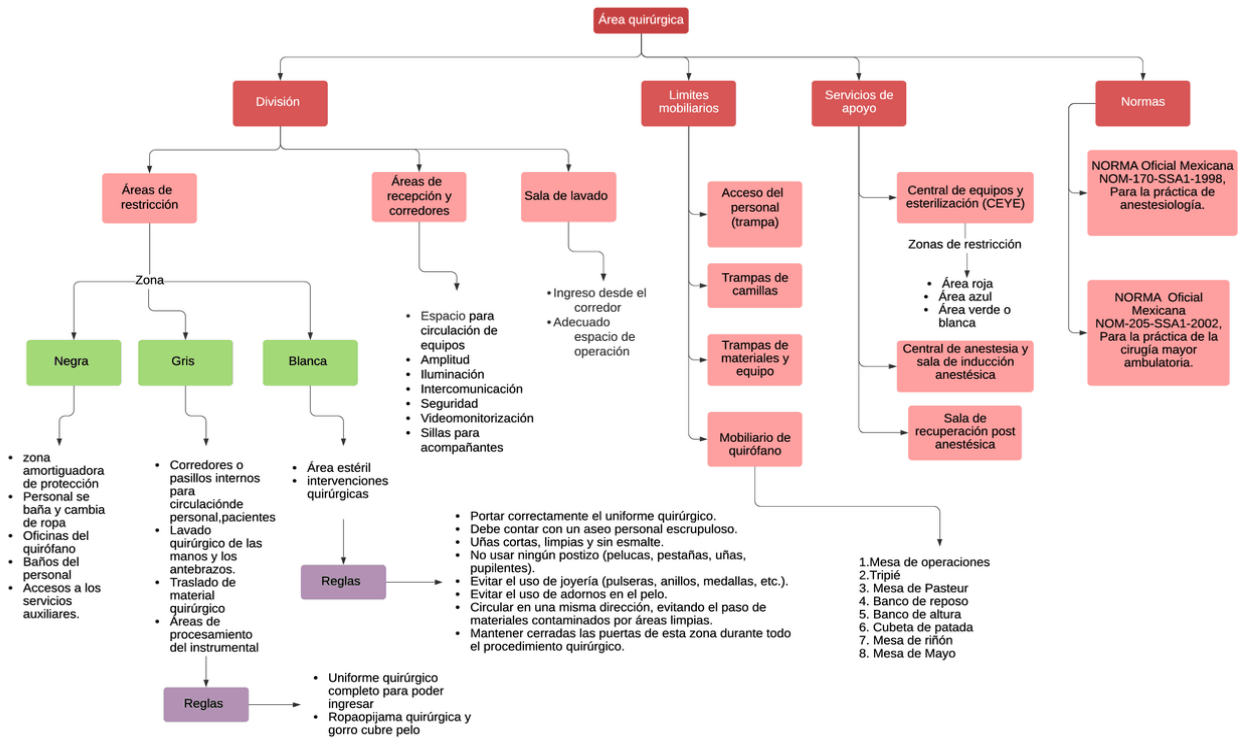 Área quirúrgica
División
Limites
mobiliarios
Servicios de
apoyo
Normas
Áreas de
restricción
Áreas de
recepción y
corredores
Sala de lavado
Acceso del
personal
(trampa)
Trampas de
camillas
Trampas de
materiales y
equipo
Mobiliario de
quirófano
Central de equipos y
esterilización (CEYE)
Zonas de restricción
• Área roja
• Área azul
• Área verde o
blanca
Central de anestesia y
sala de inducción
anestésica
Sala de
recuperación post
anestésica
NORMA Oficial Mexicana
NOM-170-SSA1-1998,
Para la práctica de
anestesiología.
NORMA Oficial
Mexicana
NOM-205-SSA1-2002,
Para la práctica de la
cirugía mayor
ambulatoria.
Zona
Negra
Gris
Blanca
• Espacio para
circulación de
equipos
• Amplitud
• Iluminación
• Intercomunicación
• Seguridad
• Videomonitorización
• Sillas para
acompañantes
• Ingreso desde el
corredor
• Adecuado
espacio de
operación
• zona
amortiguadora
de protección
• Personal se
baña y cambia
de ropa
• Oficinas del
quirófano
• Baños del
personal
• Accesos a los
servicios
auxiliares.
• Corredores o
pasillos internos
para
circulaciónde
personal,pacientes
• Lavado
quirúrgico de las
manos y los
antebrazos.
• Traslado de
material
quirúrgico
• Áreas de
procesamiento
del instrumental
• Área estéril
• intervenciones
quirúrgicas
Reglas
• Portar correctamente el uniforme quirúrgico.
• Debe contar con un aseo personal escrupuloso.
• Uñas cortas, limpias y sin esmalte.
• No usar ningún postizo (pelucas, pestañas, uñas,
pupilentes).
• Evitar el uso de joyería (pulseras, anillos, medallas, etc.).
• Evitar el uso de adornos en el pelo.
• Circular en una misma dirección, evitando el paso de
materiales contaminados por áreas limpias.
• Mantener cerradas las puertas de esta zona durante todo
el procedimiento quirúrgico.
1.Mesa de operaciones
2.Tripié
3. Mesa de Pasteur
4. Banco de reposo
5. Banco de altura
6. Cubeta de patada
7. Mesa de riñón
8. Mesa de Mayo
Reglas
• Uniforme quirúrgico
completo para poder
ingresar
• Ropaopijama quirúrgica y
gorro cubre pelo